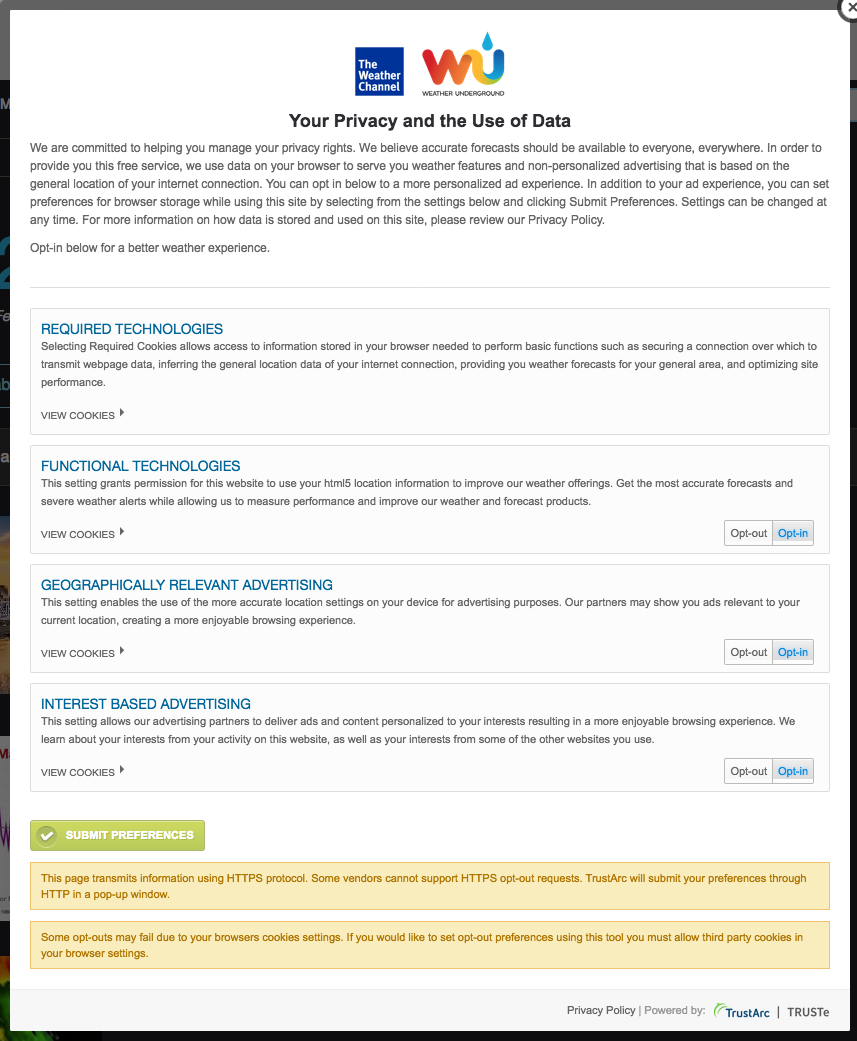 The
Weather
Channel
WU
WEATHER UNDERGROUND
Your Privacy and the Use of Data
We are committed to helping you manage your privacy rights. We believe accurate forecasts should be available to everyone, everywhere. In order to
provide you this free service, we use data on your browser to serve you weather features and non-personalized advertising that is based on the
general location of your internet connection. You can opt in below to a more personalized ad experience. In addition to your ad experience, you can set
preferences for browser storage while using this site by selecting from the settings below and clicking Submit Preferences. Settings can be changed at
any time. For more information on how data is stored and used on this site, please review our Privacy Policy.
Opt-in below for a better weather experience.
REQUIRED TECHNOLOGIES
Selecting Required Cookies allows access to information stored in your browser needed to perform basic functions such as securing a connection over which to
transmit webpage data, inferring the general location data of your internet connection, providing you weather forecasts for your general area, and optimizing site
performance.
VIEW COOKIES
FUNCTIONAL TECHNOLOGIES
This setting grants permission for this website to use your html5 location information to improve our weather offerings. Get the most accurate forecasts and
severe weather alerts while allowing us to measure performance and improve our weather and forecast products.
VIEW COOKIES
Opt-out Opt-in
GEOGRAPHICALLY RELEVANT ADVERTISING
This setting enables the use of the more accurate location settings on your device for advertising purposes. Our partners may show you ads relevant to your
current location, creating a more enjoyable browsing experience.
VIEW COOKIES
Opt-out Opt-in
INTEREST BASED ADVERTISING
This setting allows our advertising partners to deliver ads and content personalized to your interests resulting in a more enjoyable browsing experience. We
learn about your interests from your activity on this website, as well as your interests from some of the other websites you use.
VIEW COOKIES
Opt-out Opt-in
SUBMIT PREFERENCES
This page transmits information using HTTPS protocol. Some vendors cannot support HTTPS opt-out requests. TrustArc will submit your preferences through
HTTP in a pop-up window.
Some opt-outs may fail due to your browsers cookies settings. If you would like to set opt-out preferences using this tool you must allow third party cookies in
your browser settings.
Privacy Policy | Powered by: TrustArc | TRUSTe